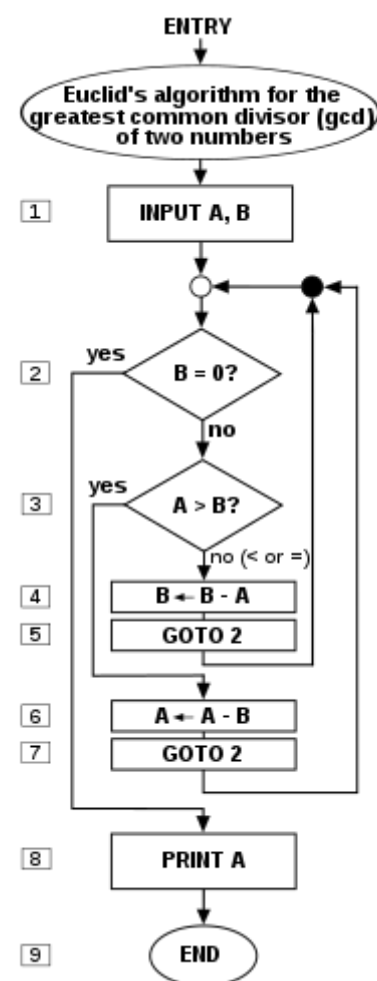 ENTRY
Euclid's algorithm for the
greatest common divisor (gcd)
of two numbers
1
INPUT A, B
yes
2
B = 0?
no
yes
3
A > B?
no (< or =)
4
B ← B - A
5
GOTO 2
6
A ← A - B
7
GOTO 2
8
PRINT A
9
END